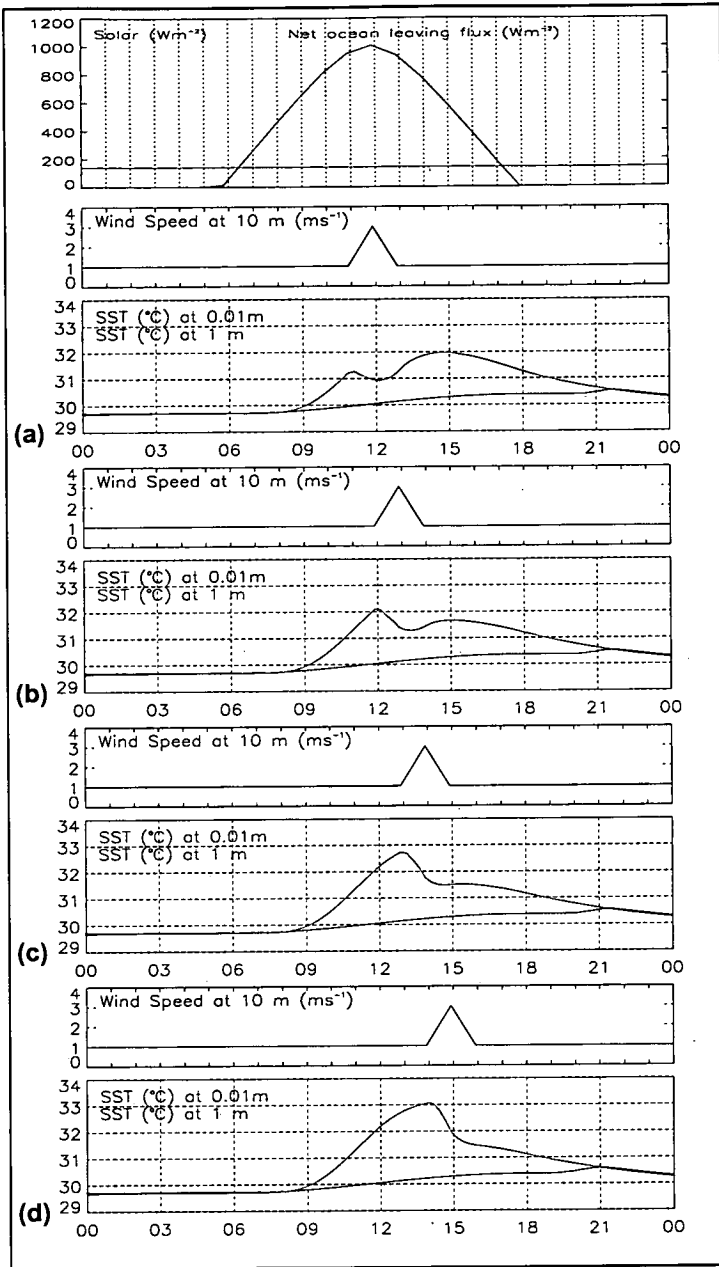 1200
Solar (Wm⁻²) Net ocean leaving flux (Wm⁻²)
1000
800
600
400
200
0
4
Wind Speed at 10 m (ms⁻¹)
3
2
1
0
34
SST (°C) at 0.01m
33
SST (°C) at 1 m
32
31
30
29
(a)
00 03 06 09 12 15 18 21 00
4
Wind Speed at 10 m (ms⁻¹)
3
2
1
0
34
SST (°C) at 0.01m
33
SST (°C) at 1 m
32
31
30
29
(b)
00 03 06 09 12 15 18 21 00
4
Wind Speed at 10 m (ms⁻¹)
3
2
1
0
34
SST (°C) at 0.01m
33
SST (°C) at 1 m
32
31
30
29
(c)
00 03 06 09 12 15 18 21 00
4
Wind Speed at 10 m (ms⁻¹)
3
2
1
0
34
SST (°C) at 0.01m
33
SST (°C) at 1 m
32
31
30
29
(d)
00 03 06 09 12 15 18 21 00